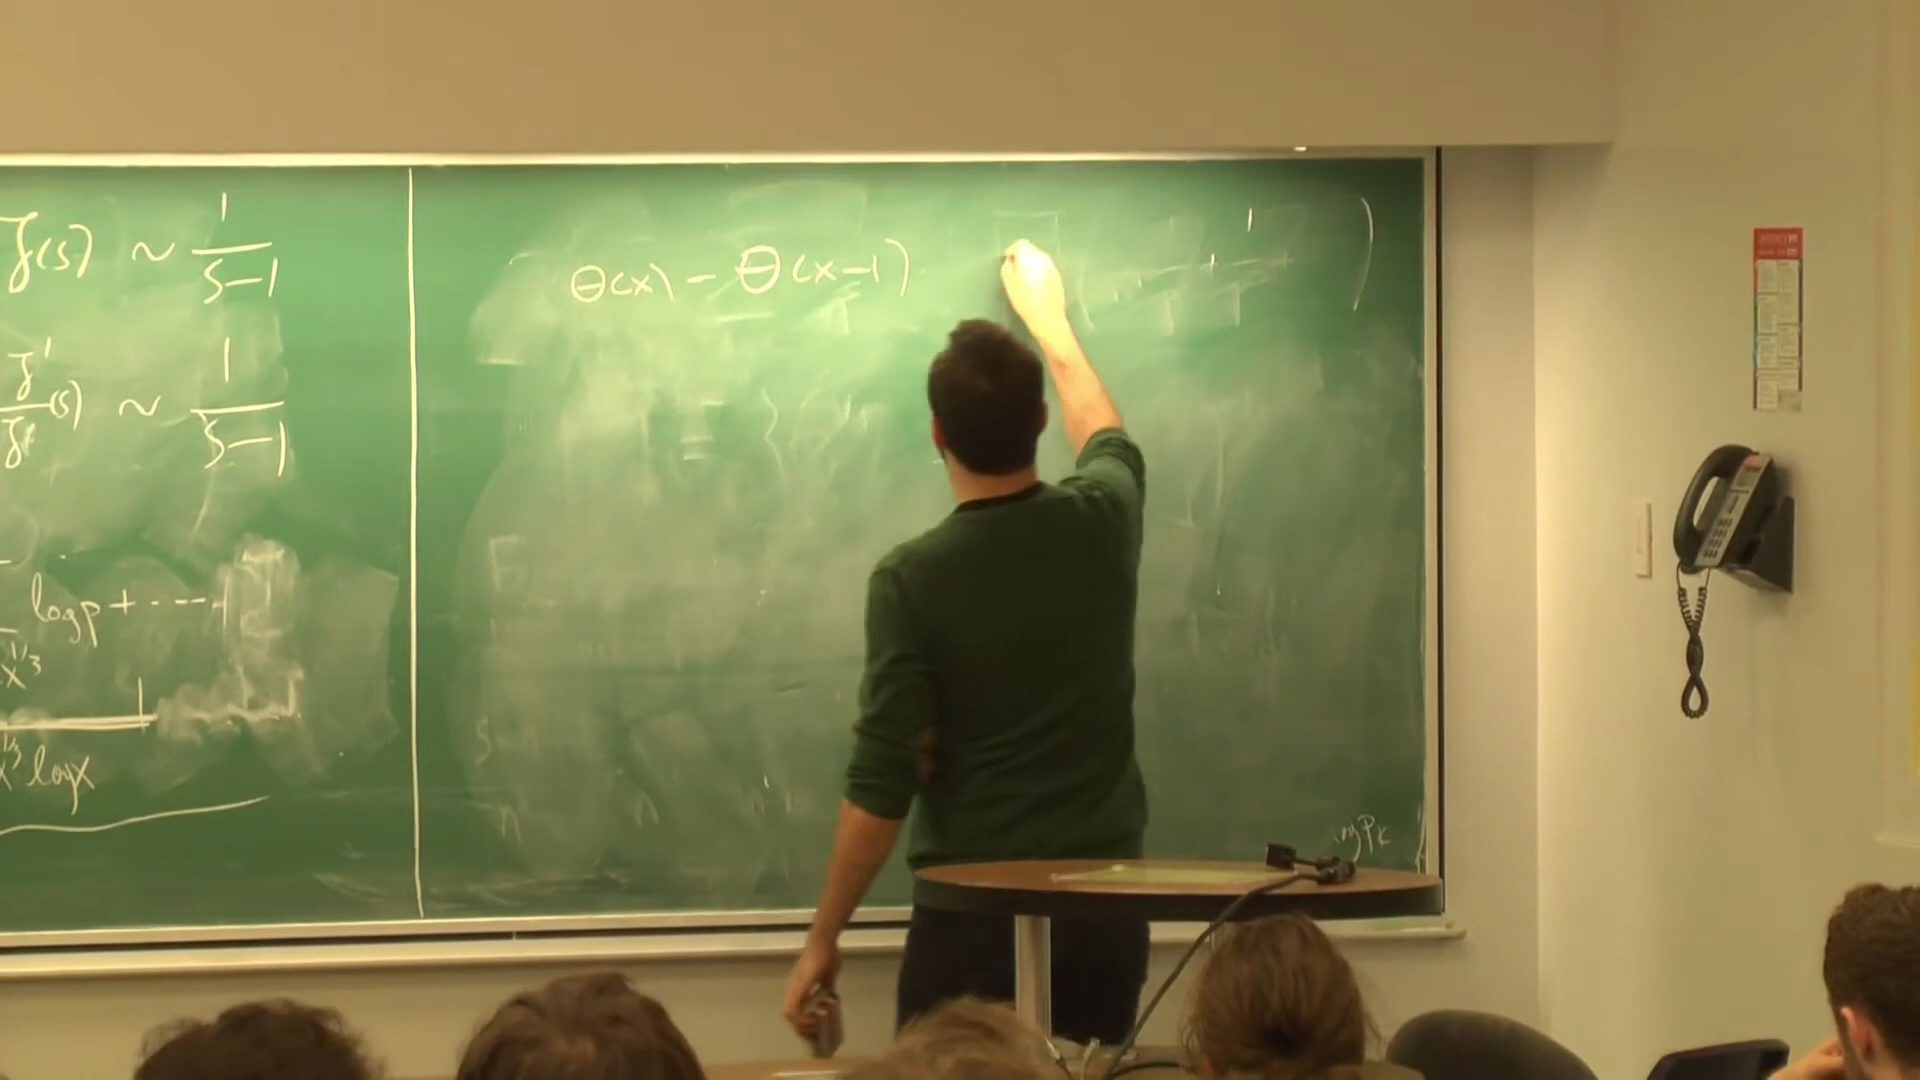 ζ(s) ~ 1/(s-1)
ζ'/ζ (s) ~ 1/(s-1)
log p + ----
x^{1/3}
x^{1/3} log x
θ(x) - θ(x-1)